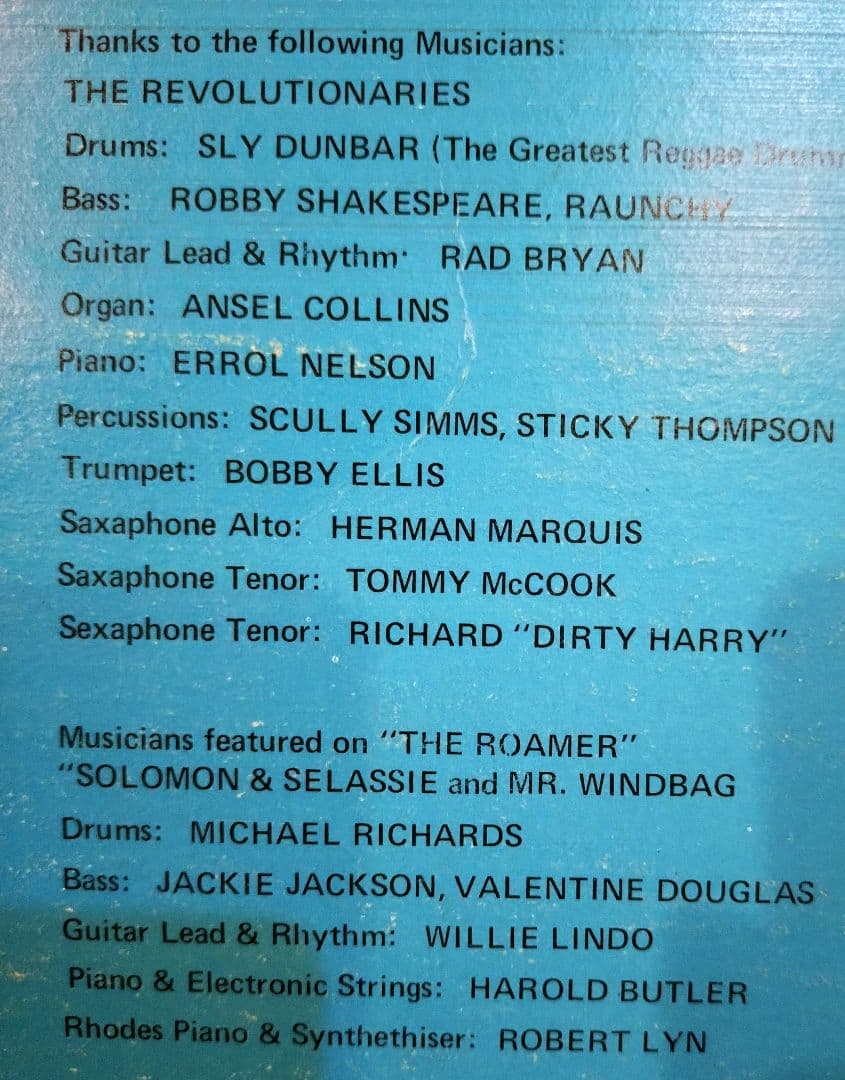 Thanks to the following Musicians:
THE REVOLUTIONARIES
Drums: SLY DUNBAR (The Greatest Reggae
Bass: ROBBY SHAKESPEARE, RAUNCHY
Guitar Lead & Rhythm: RAD BRYAN
Organ: ANSEL COLLINS
Piano: ERROL NELSON
Percussions: SCULLY SIMMS, STICKY THOMPSON
Trumpet: BOBBY ELLIS
Saxaphone Alto: HERMAN MARQUIS
Saxaphone Tenor: TOMMY McCOOK
Sexaphone Tenor: RICHARD "DIRTY HARRY"
Musicians featured on "THE ROAMER"
"SOLOMON & SELASSIE and MR. WINDBAG
Drums: MICHAEL RICHARDS
Bass: JACKIE JACKSON, VALENTINE DOUGLAS
Guitar Lead & Rhythm: WILLIE LINDO
Piano & Electronic Strings: HAROLD BUTLER
Rhodes Piano & Synthethiser: ROBERT LYN